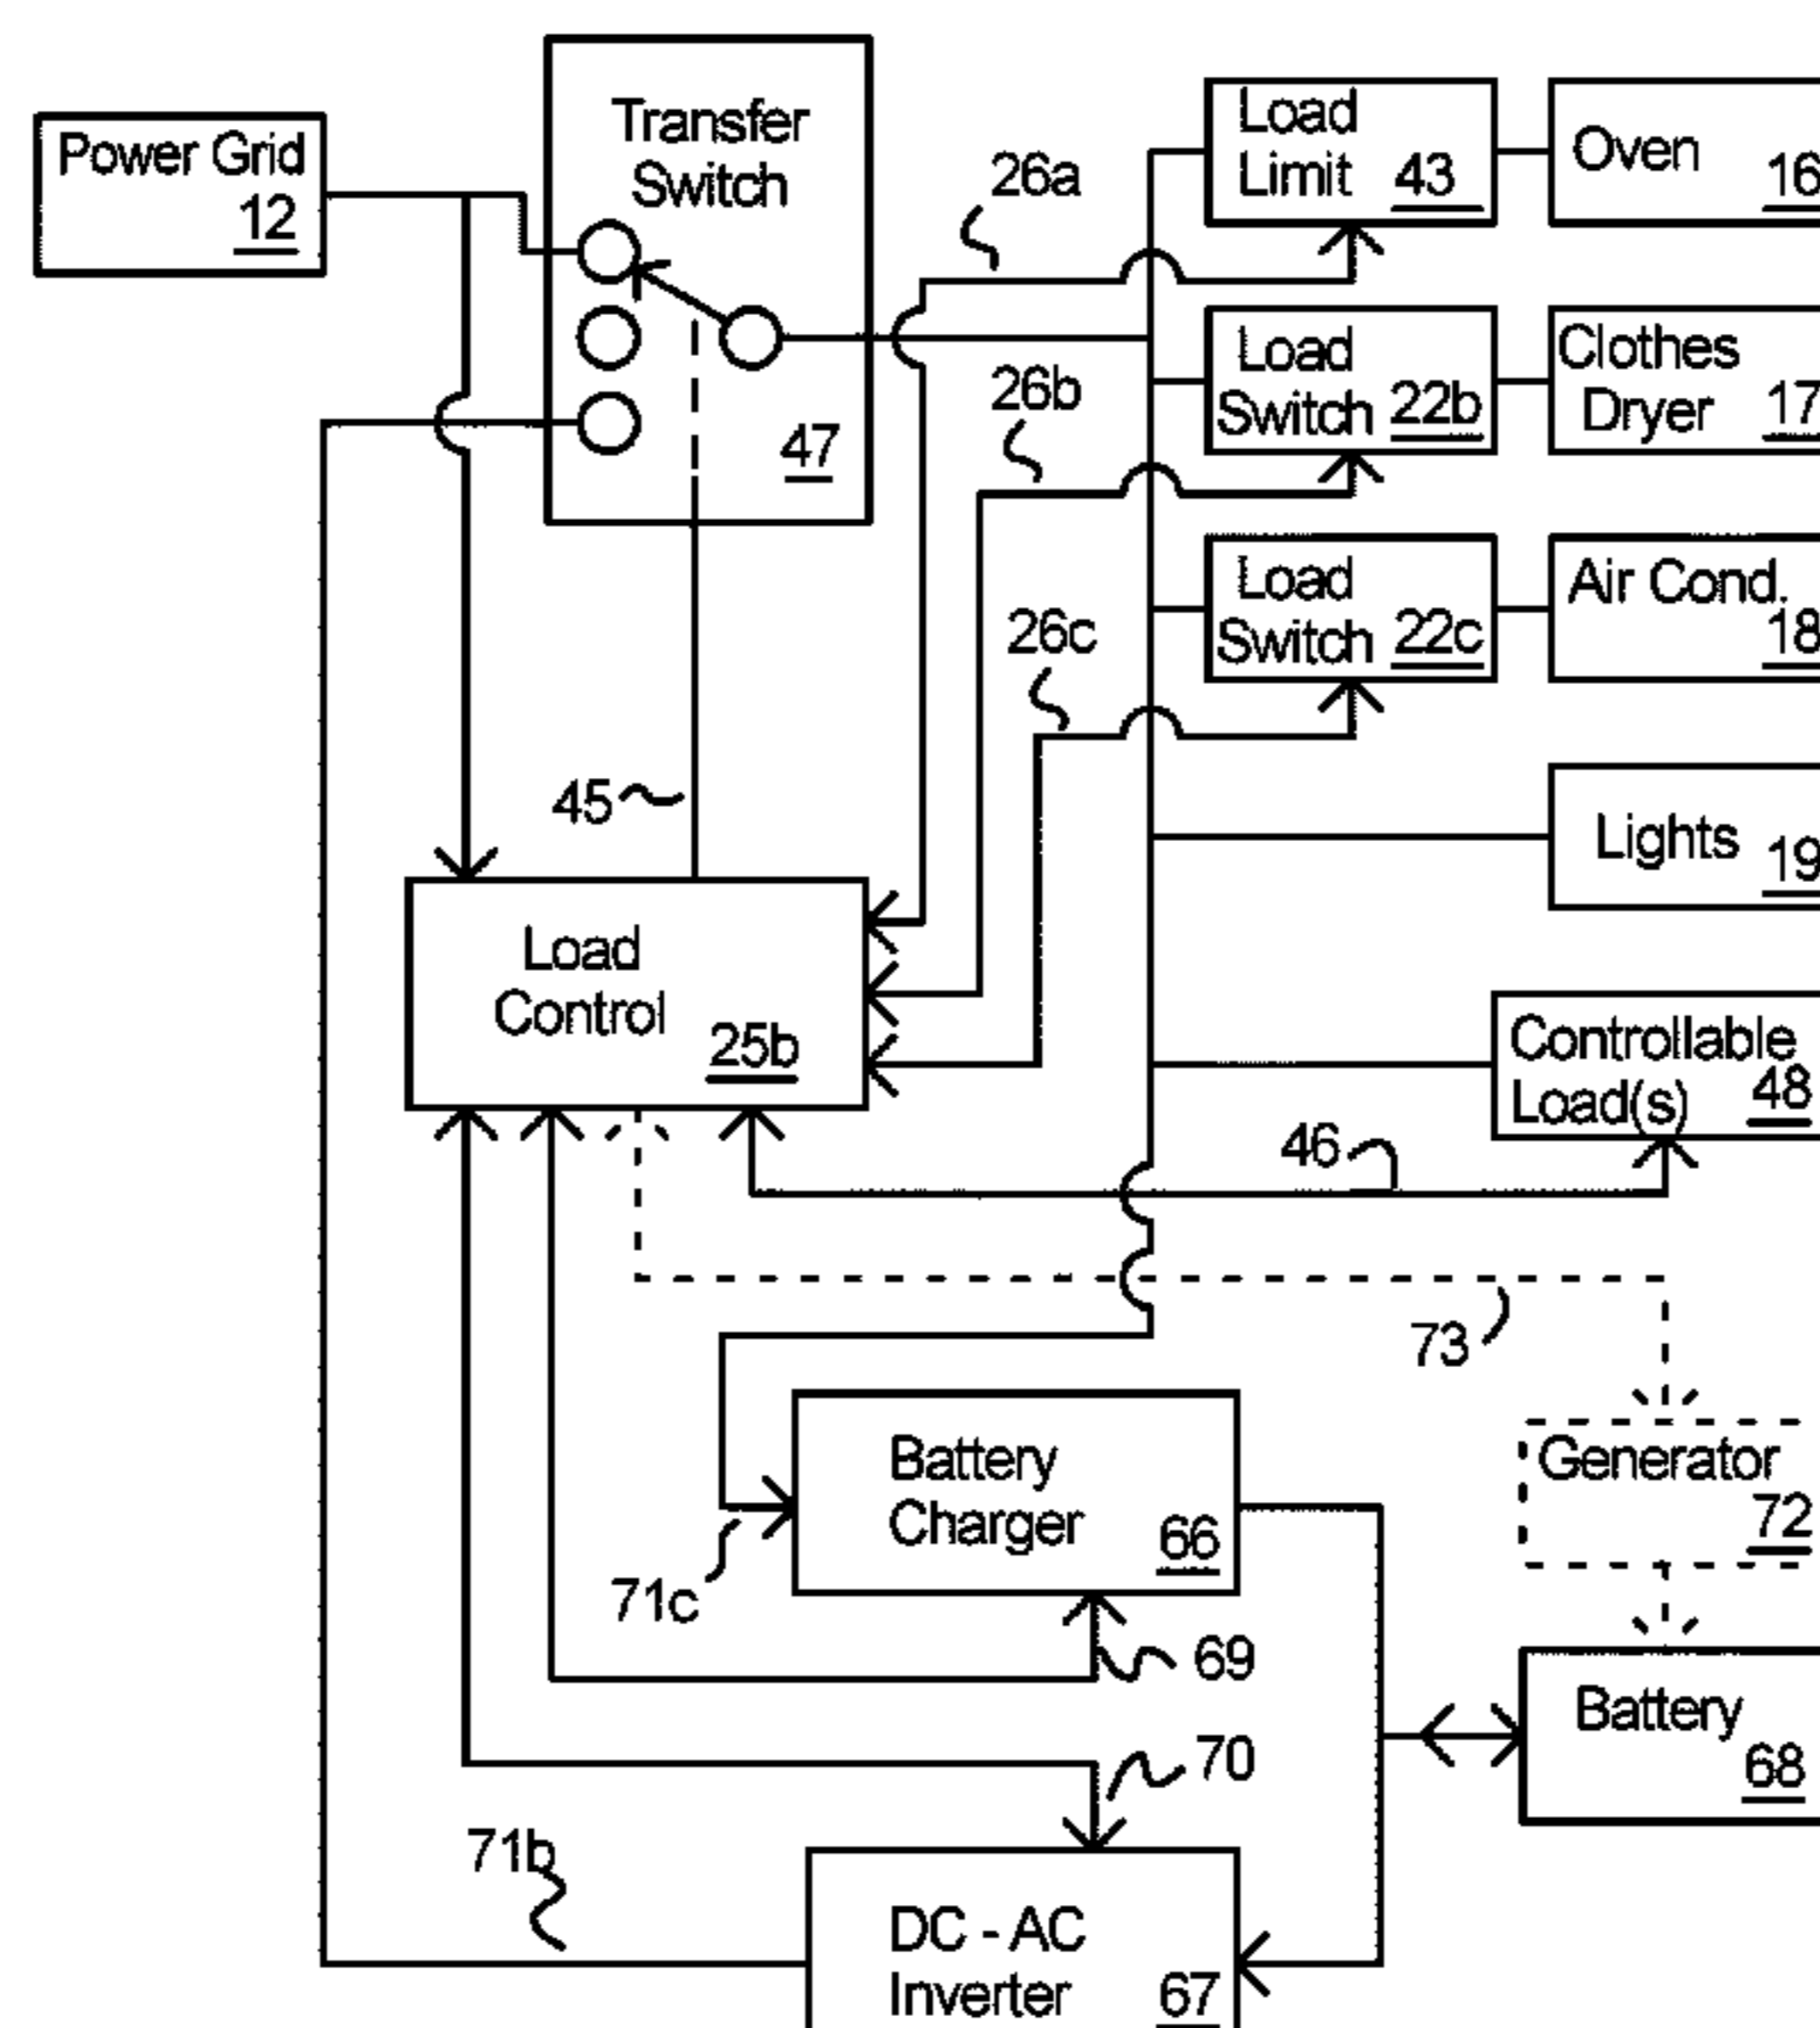 Power Grid
12
Transfer
Switch
47
26a
Load
Limit 43
Oven
16
26b
Load
Switch 22b
Clothes
Dryer 17
26c
Load
Switch 22c
Air Cond.
18
45
Lights
19
Load
Control
25b
Controllable
Load(s) 48
46
73
Battery
Charger
66
Generator
72
71c
69
Battery
68
70
71b
DC - AC
Inverter
67